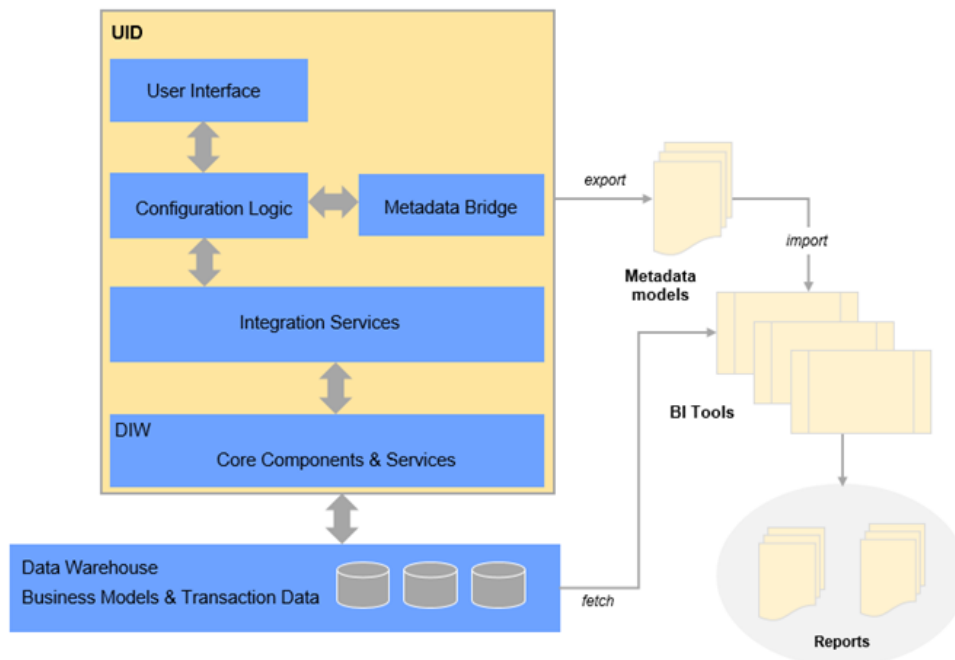 UID
User Interface
Configuration Logic
Metadata Bridge
export
import
Metadata
models
Integration Services
BI Tools
DIW
Core Components & Services
Data Warehouse
Business Models & Transaction Data
fetch
Reports